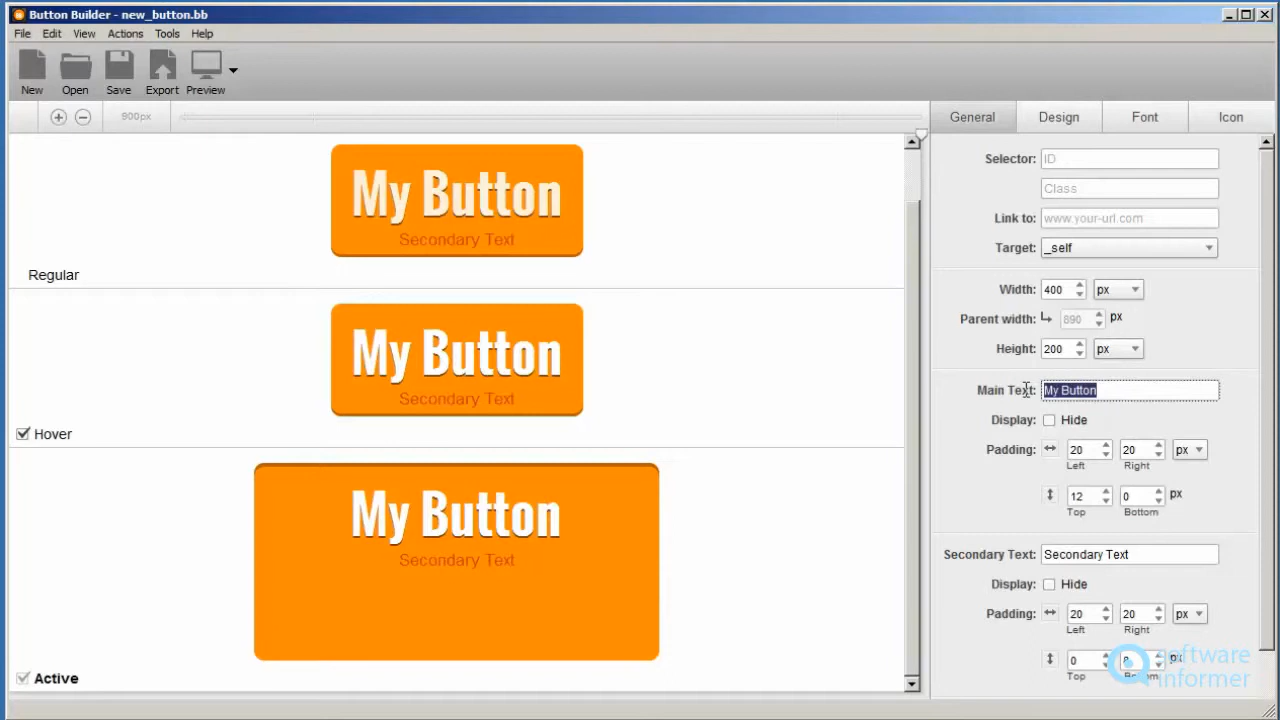 Button Builder - new_button.bb
File Edit View Actions Tools Help
New Open Save Export Preview
900px
General Design Font Icon
My Button
Secondary Text
Regular
My Button
Secondary Text
Hover
My Button
Secondary Text
Active
Selector: ID
Class
Link to: www.your-url.com
Target: _self
Width: 400 px
Parent width: 890 px
Height: 200 px
Main Text: My Button
Display: Hide
Padding: 20 20 px
Left Right
12 0 px
Top Bottom
Secondary Text: Secondary Text
Display: Hide
Padding: 20 20 px
Left Right
0 8 px
Top Bottom
software
informer